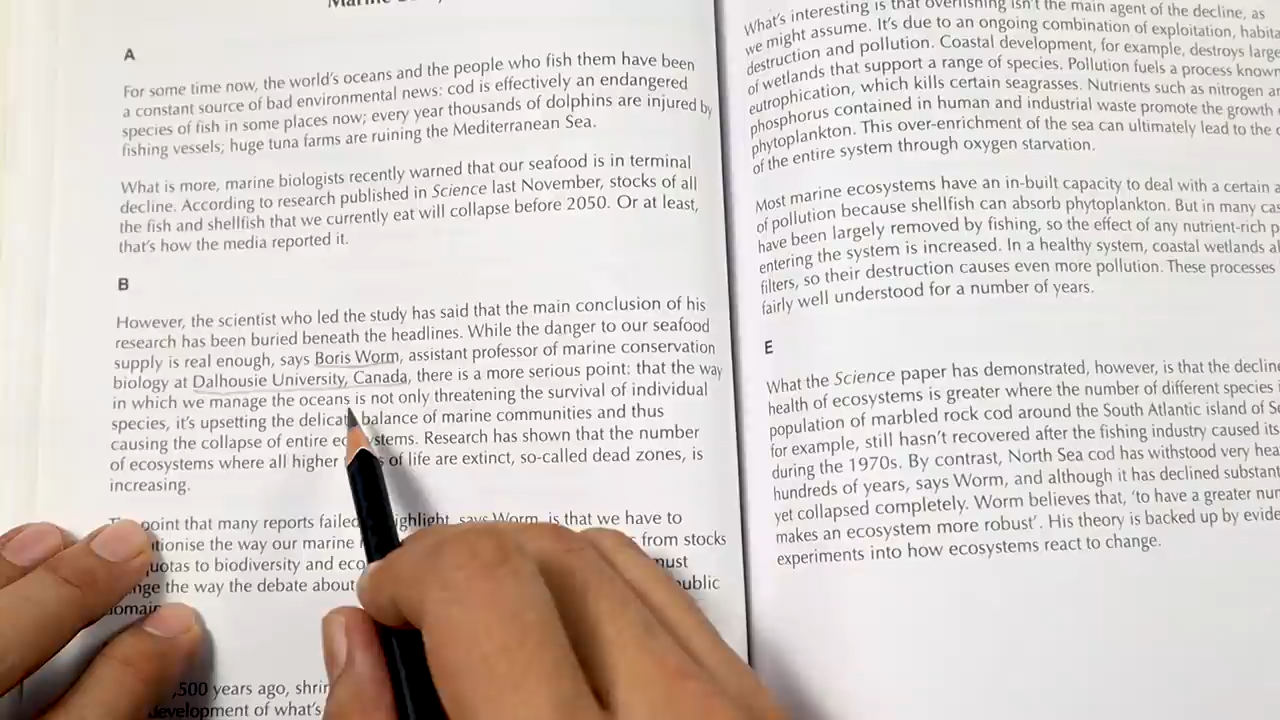 A
For some time now, the world's oceans and the people who fish them have been
a constant source of bad environmental news: cod is effectively an endangered
species of fish in some places now; every year thousands of dolphins are injured by
fishing vessels; huge tuna farms are ruining the Mediterranean Sea.
What is more, marine biologists recently warned that our seafood is in terminal
decline. According to research published in Science last November, stocks of all
the fish and shellfish that we currently eat will collapse before 2050. Or at least,
that's how the media reported it.
B
However, the scientist who led the study has said that the main conclusion of his
research has been buried beneath the headlines. While the danger to our seafood
supply is real enough, says Boris Worm, assistant professor of marine conservation
biology at Dalhousie University, Canada, there is a more serious point: that the way
in which we manage the oceans is not only threatening the survival of individual
species, it's upsetting the delicate balance of marine communities and thus
causing the collapse of entire ecosystems. Research has shown that the number
of ecosystems where all higher of life are extinct, so-called dead zones, is
increasing.
point that many reports failed says Worm, is that we have to
the way our marine from stocks
to biodiversity and
the way the debate about public
,500 years ago,
development of what's
What's interesting is that overfishing isn't the main agent of the decline, as
we might assume. It's due to an ongoing combination of exploitation,
destruction and pollution. Coastal development, for example, destroys
of wetlands that support a range of species. Pollution fuels a process
eutrophication, which kills certain seagrasses. Nutrients such as nitrogen
phosphorus contained in human and industrial waste promote the growth
phytoplankton. This over-enrichment of the sea can ultimately lead to the
of the entire system through oxygen starvation.
Most marine ecosystems have an in-built capacity to deal with a certain
of pollution because shellfish can absorb phytoplankton. But in many
have been largely removed by fishing, so the effect of any nutrient-rich
entering the system is increased. In a healthy system, coastal wetlands
filters, so their destruction causes even more pollution. These processes
fairly well understood for a number of years.
E
What the Science paper has demonstrated, however, is that the
health of ecosystems is greater where the number of different species
population of marbled rock cod around the South Atlantic island of
for example, still hasn't recovered after the fishing industry caused its
during the 1970s. By contrast, North Sea cod has withstood very
hundreds of years, says Worm, and although it has declined
yet collapsed completely. Worm believes that, 'to have a greater
makes an ecosystem more robust'. His theory is backed up by
experiments into how ecosystems react to change.